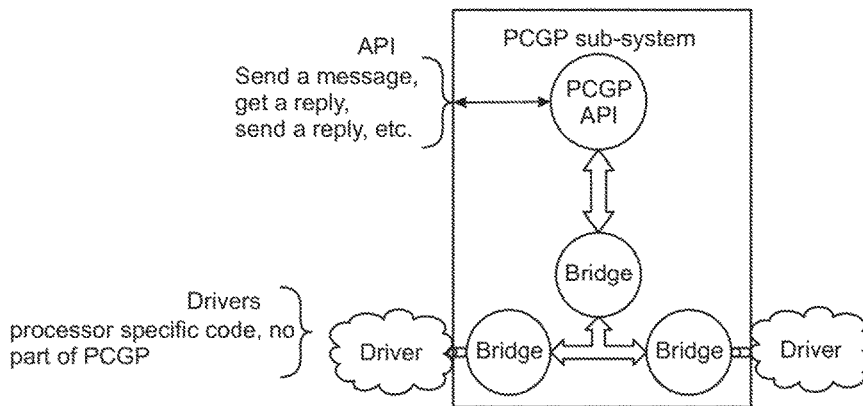 PCGP sub-system
API
Send a message,
get a reply,
send a reply, etc.
PCGP
API
Bridge
Drivers
processor specific code, no
part of PCGP
Driver
Bridge
Bridge
Driver